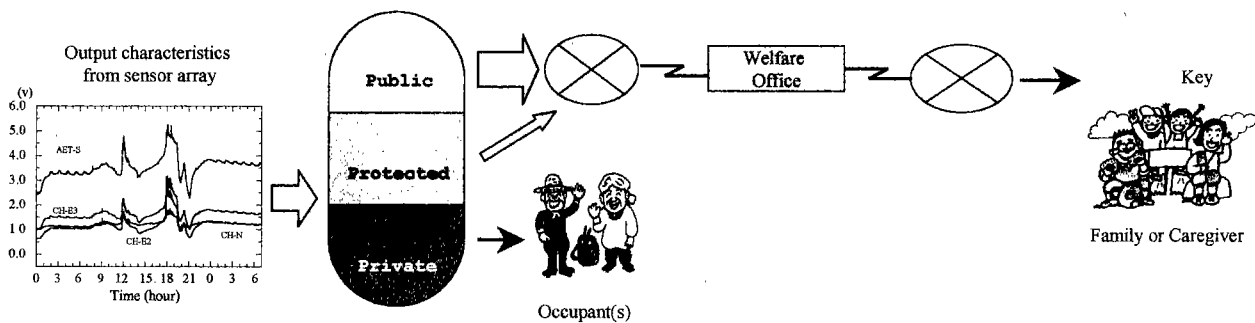 Output characteristics
from sensor array
(v)
6.0
5.0
4.0
3.0
2.0
1.0
0.0
AET-S
CH-E3
CH-E2
CH-N
0 3 6 9 12 15 18 21 0 3 6
Time (hour)
Public
Protected
Private
Occupant(s)
Welfare
Office
Key
Family or Caregiver